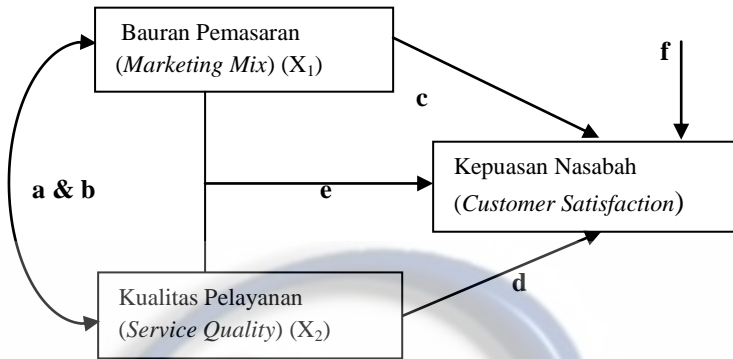 Bauran Pemasaran
(Marketing Mix) (X₁)
f
c
Kepuasan Nasabah
(Customer Satisfaction)
a & b
e
Kualitas Pelayanan
(Service Quality) (X₂)
d